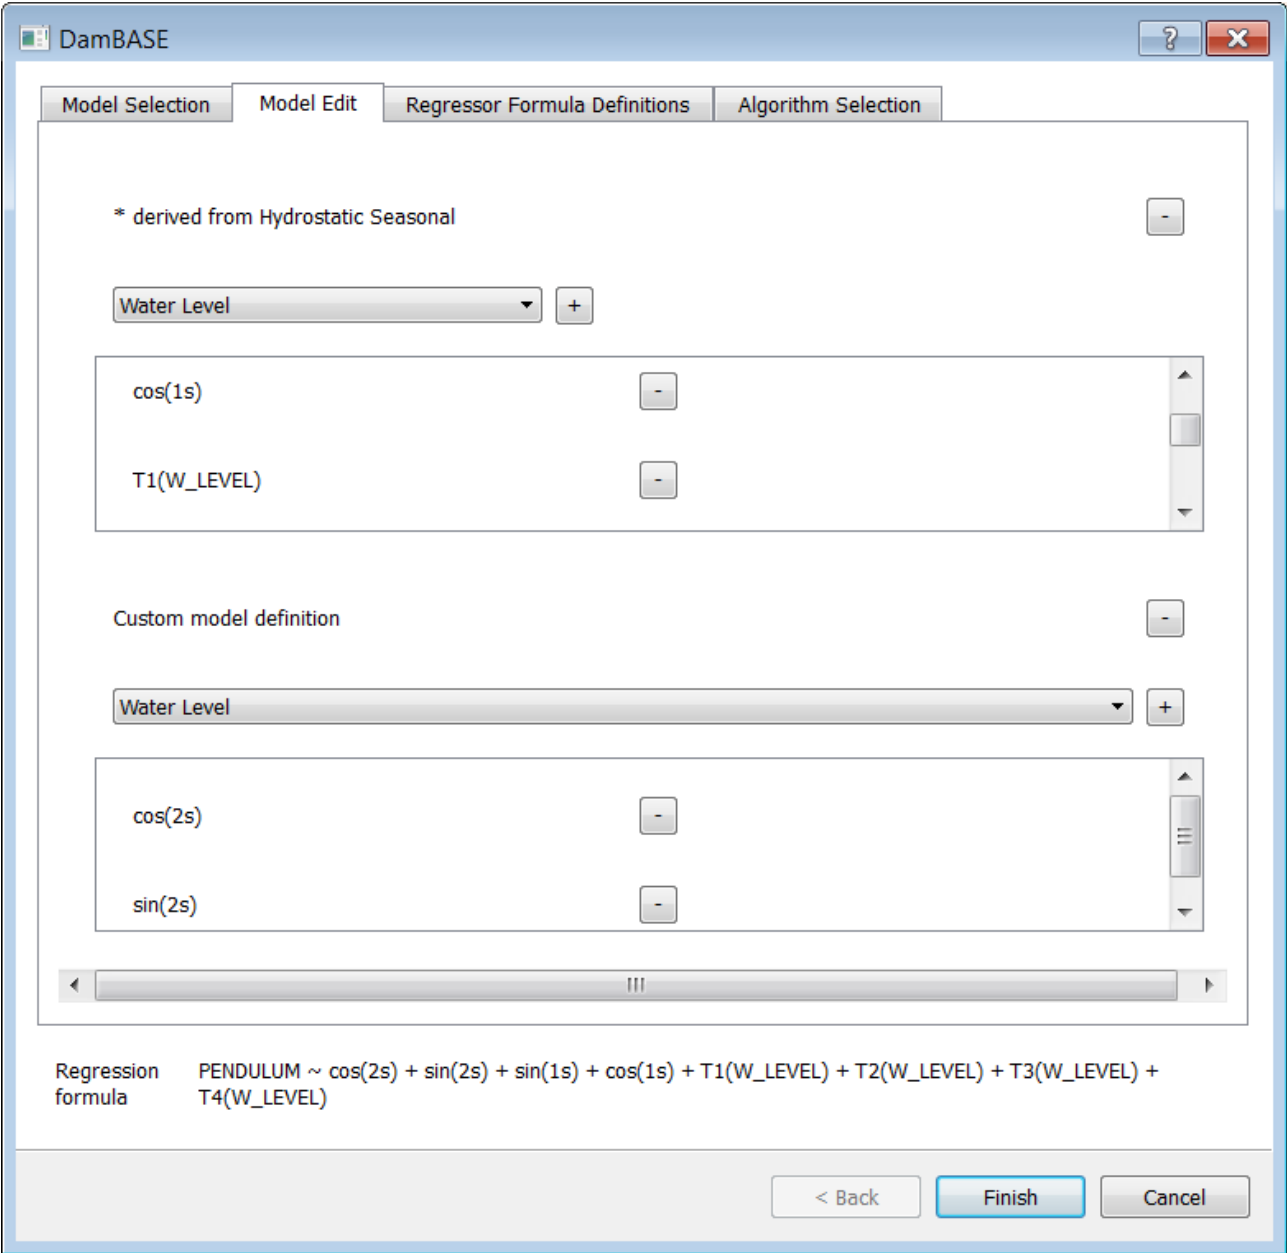 DamBASE
Model Selection Model Edit Regressor Formula Definitions Algorithm Selection
* derived from Hydrostatic Seasonal -
Water Level +
cos(1s) -
T1(W_LEVEL) -
Custom model definition -
Water Level +
cos(2s) -
sin(2s) -
Regression PENDULUM ~ cos(2s) + sin(2s) + sin(1s) + cos(1s) + T1(W_LEVEL) + T2(W_LEVEL) + T3(W_LEVEL) +
formula T4(W_LEVEL)
< Back Finish Cancel